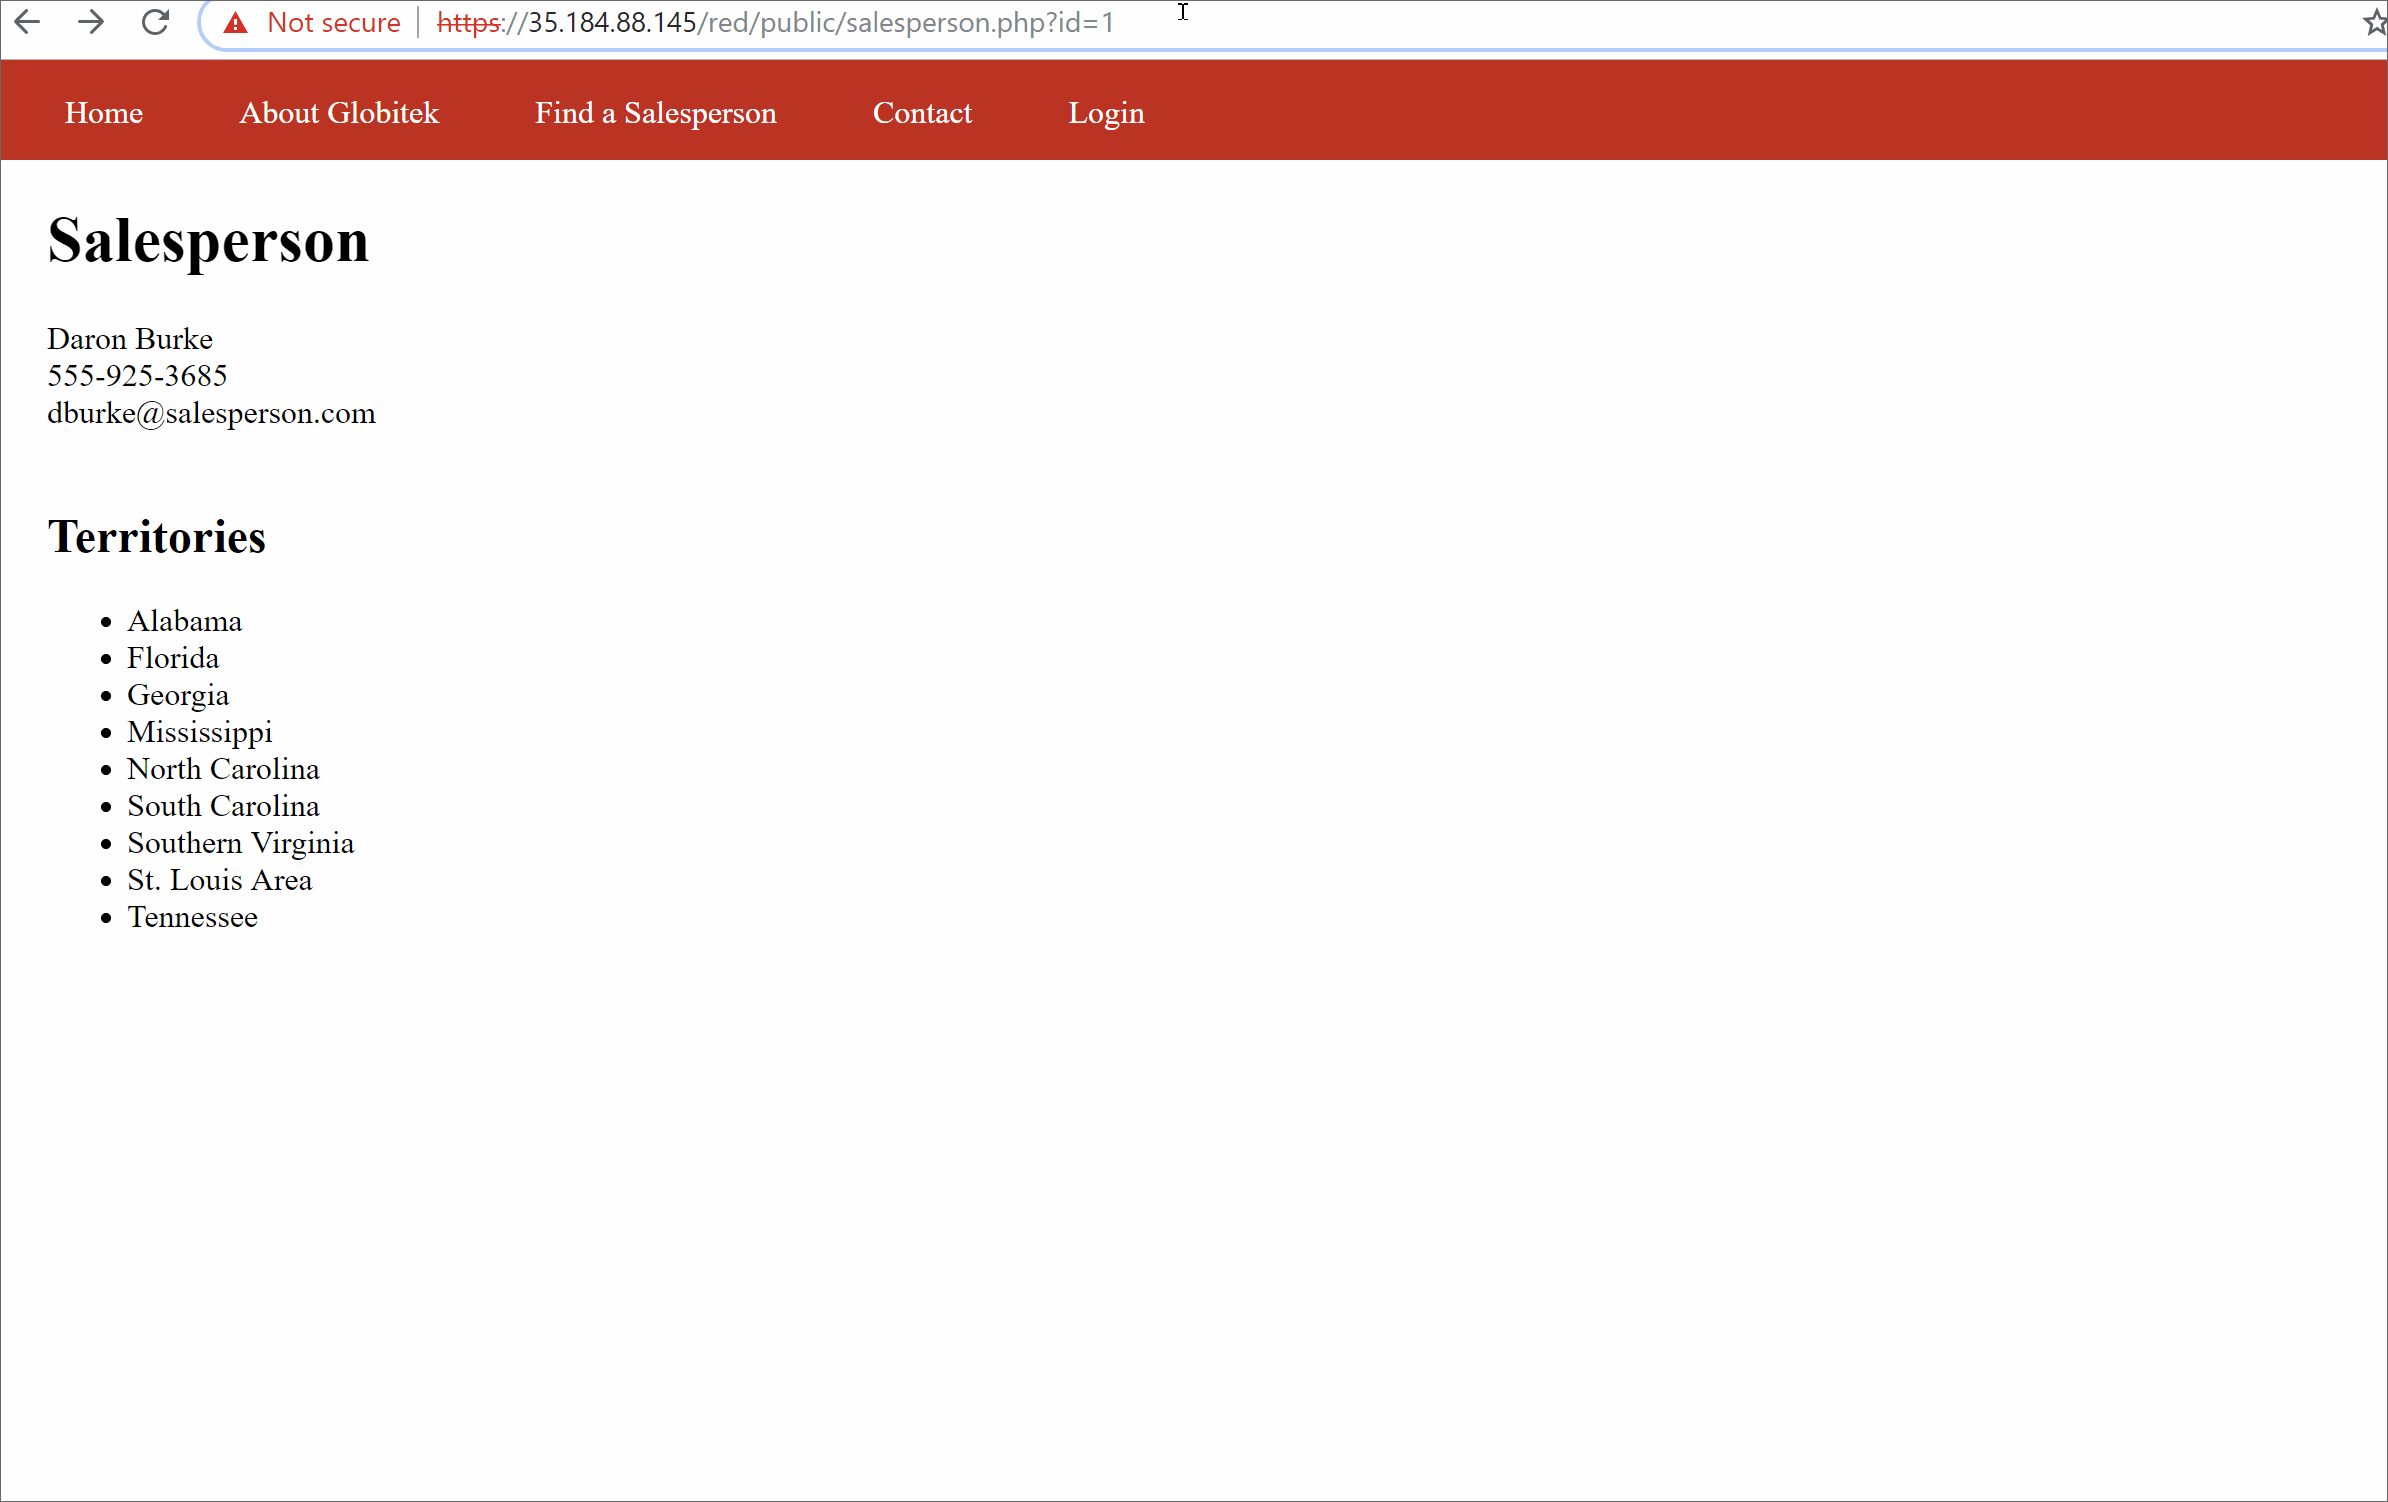 Not secure https://35.184.88.145/red/public/salesperson.php?id=1
Home About Globitek Find a Salesperson Contact Login
Salesperson
Daron Burke
555-925-3685
dburke@salesperson.com
Territories
Alabama
Florida
Georgia
Mississippi
North Carolina
South Carolina
Southern Virginia
St. Louis Area
Tennessee